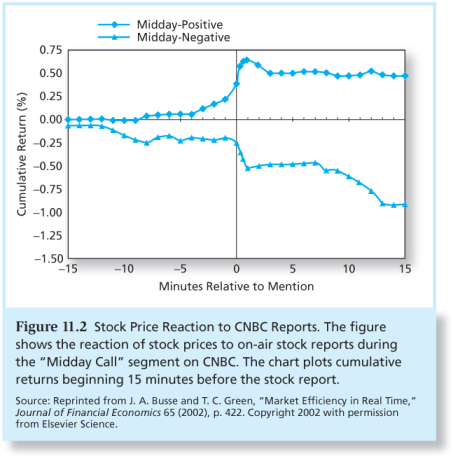 Midday-Positive
Midday-Negative
0.75
0.50
0.25
0.00
−0.25
−0.50
−0.75
−1.00
−1.25
−1.50
Cumulative Return (%)
−15 −10 −5 0 5 10 15
Minutes Relative to Mention
Figure 11.2 Stock Price Reaction to CNBC Reports. The figure
shows the reaction of stock prices to on-air stock reports during
the “Midday Call” segment on CNBC. The chart plots cumulative
returns beginning 15 minutes before the stock report.
Source: Reprinted from J. A. Busse and T. C. Green, “Market Efficiency in Real Time,”
Journal of Financial Economics 65 (2002), p. 422. Copyright 2002 with permission
from Elsevier Science.